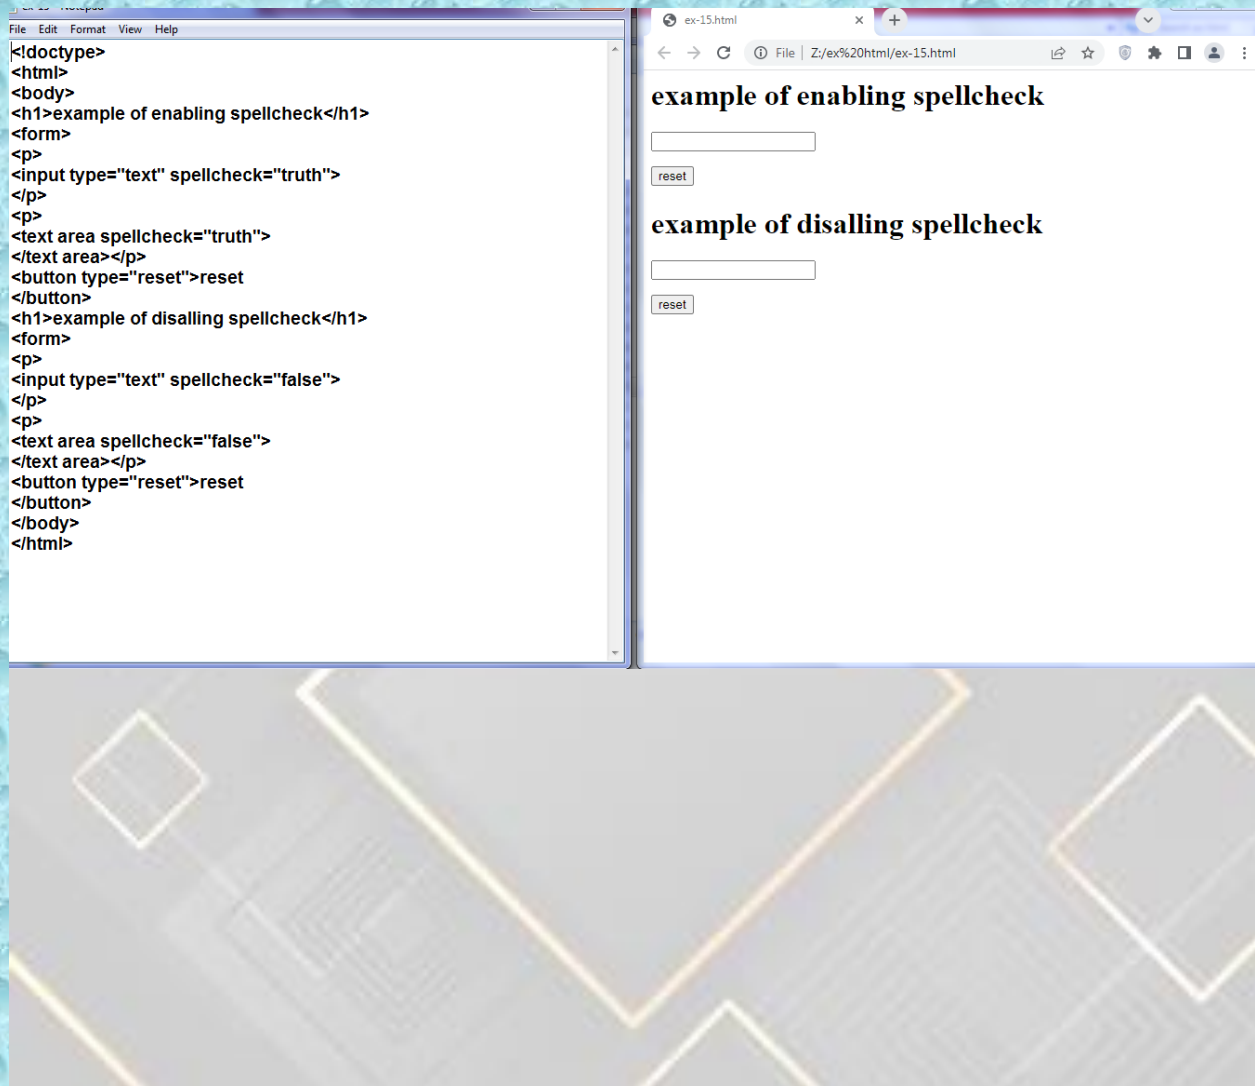 File Edit Format View Help
<!doctype>
<html>
<body>
<h1>example of enabling spellcheck</h1>
<form>
<p>
<input type="text" spellcheck="truth">
</p>
<p>
<text area spellcheck="truth">
</text area></p>
<button type="reset">reset
</button>
<h1>example of disalling spellcheck</h1>
<form>
<p>
<input type="text" spellcheck="false">
</p>
<p>
<text area spellcheck="false">
</text area></p>
<button type="reset">reset
</button>
</body>
</html>
ex-15.html
File Z:/ex%20html/ex-15.html
example of enabling spellcheck
reset
example of disalling spellcheck
reset